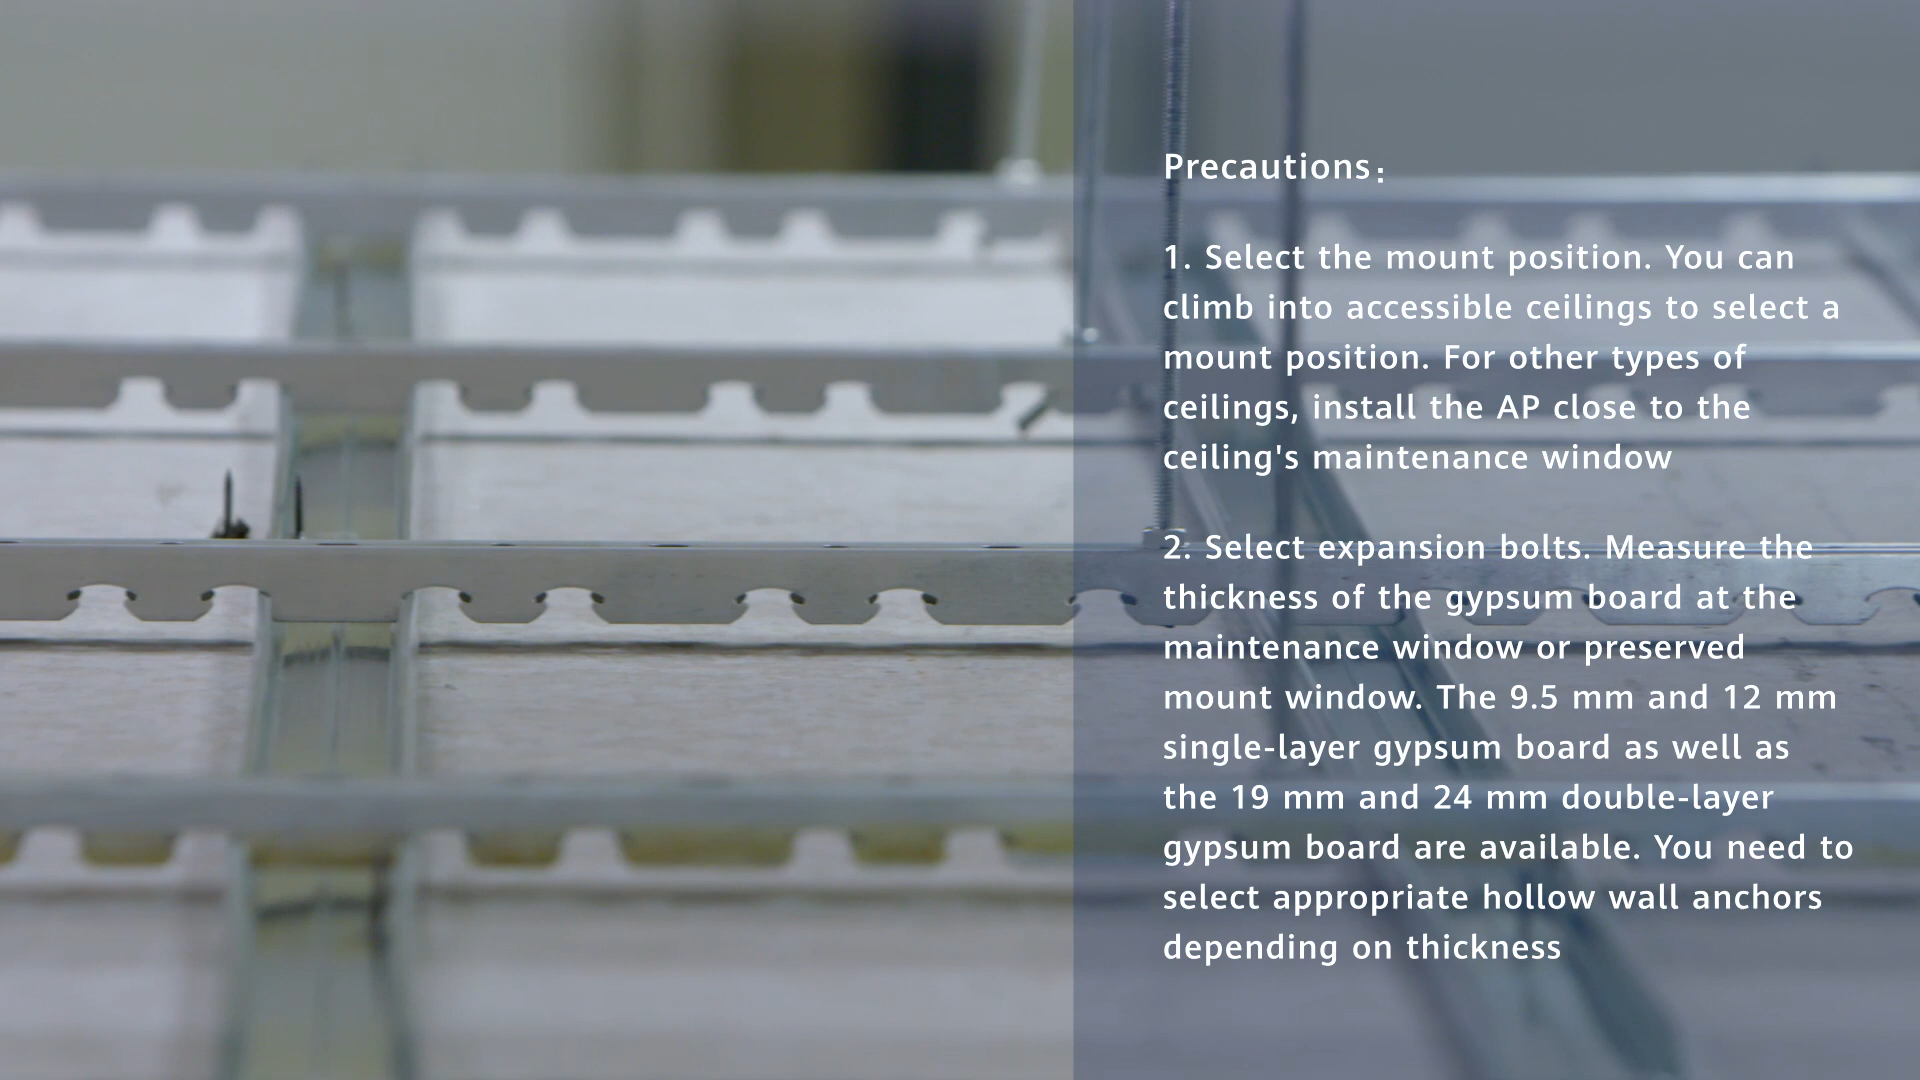 Precautions:
1. Select the mount position. You can
climb into accessible ceilings to select a
mount position. For other types of
ceilings, install the AP close to the
ceiling's maintenance window
2. Select expansion bolts. Measure the
thickness of the gypsum board at the
maintenance window or preserved
mount window. The 9.5 mm and 12 mm
single-layer gypsum board as well as
the 19 mm and 24 mm double-layer
gypsum board are available. You need to
select appropriate hollow wall anchors
depending on thickness